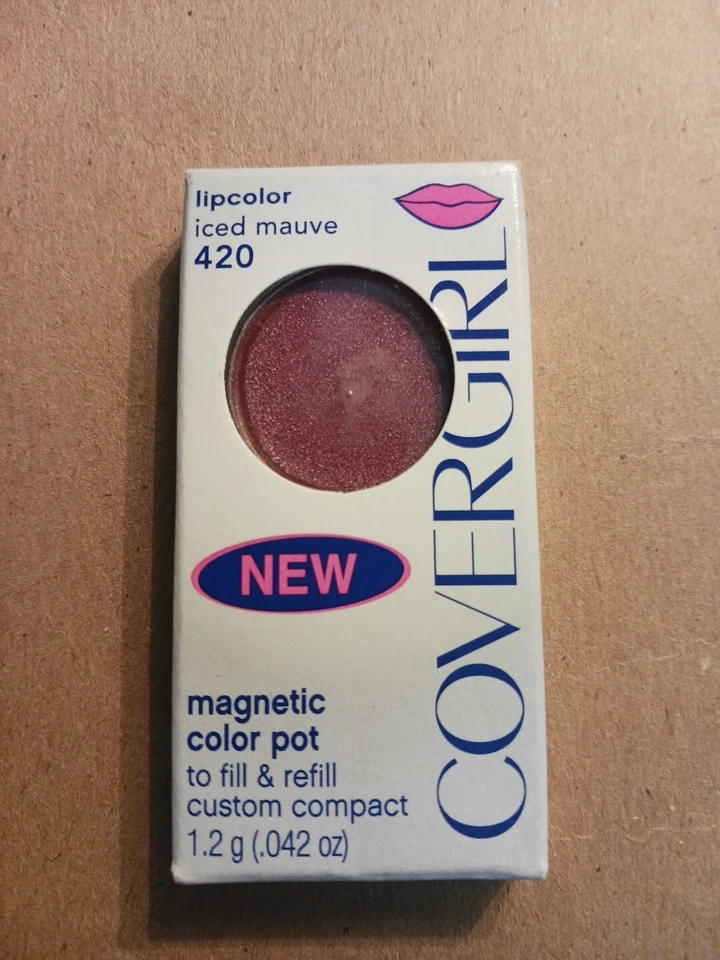 lipcolor
iced mauve
420
COVERGIRL
NEW
magnetic
color pot
to fill & refill
custom compact
1.2 g (.042 oz)